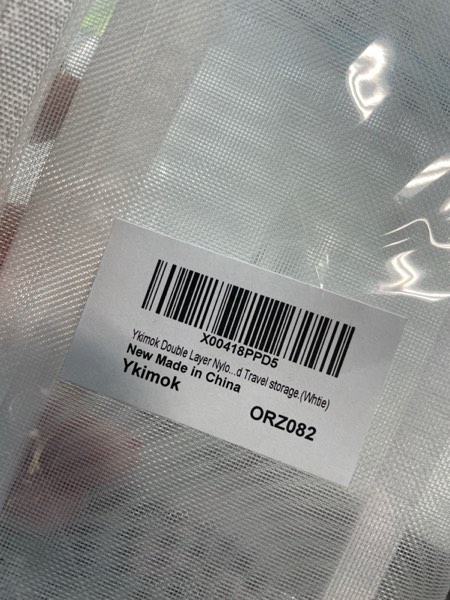 X00418PPD5
Ykimok Double Layer Nylo...d Travel storage.(Whtie)
New Made in China
Ykimok
ORZ082